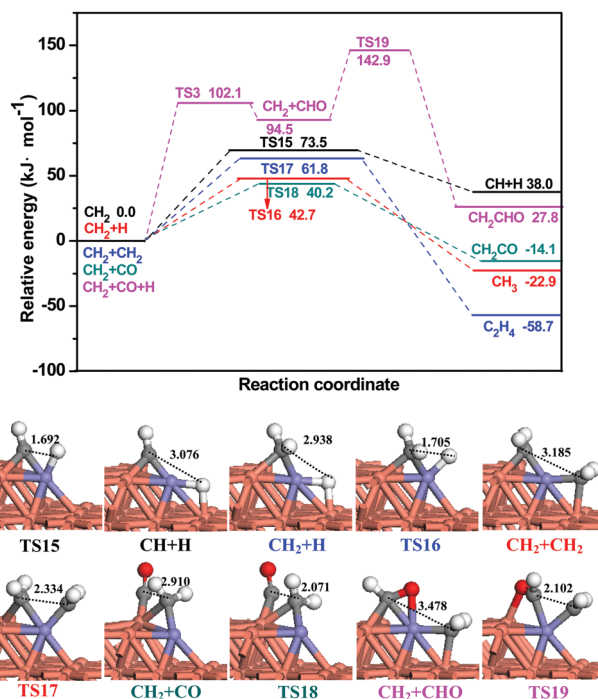 150
100
50
0
-50
-100
Relative energy (kJ· mol⁻¹)
Reaction coordinate
TS19
142.9
TS3 102.1
CH₂+CHO
94.5
TS15 73.5
TS17 61.8
TS18 40.2
TS16 42.7
CH₂ 0.0
CH₂+H
CH₂+CH₂
CH₂+CO
CH₂+CO+H
CH+H 38.0
CH₂CHO 27.8
CH₂CO -14.1
CH₃ -22.9
C₂H₄ -58.7
1.692 3.076 2.938 1.705 3.185
TS15 CH+H CH₂+H TS16 CH₂+CH₂
2.334 2.910 2.071 3.478 2.102
TS17 CH₂+CO TS18 CH₂+CHO TS19